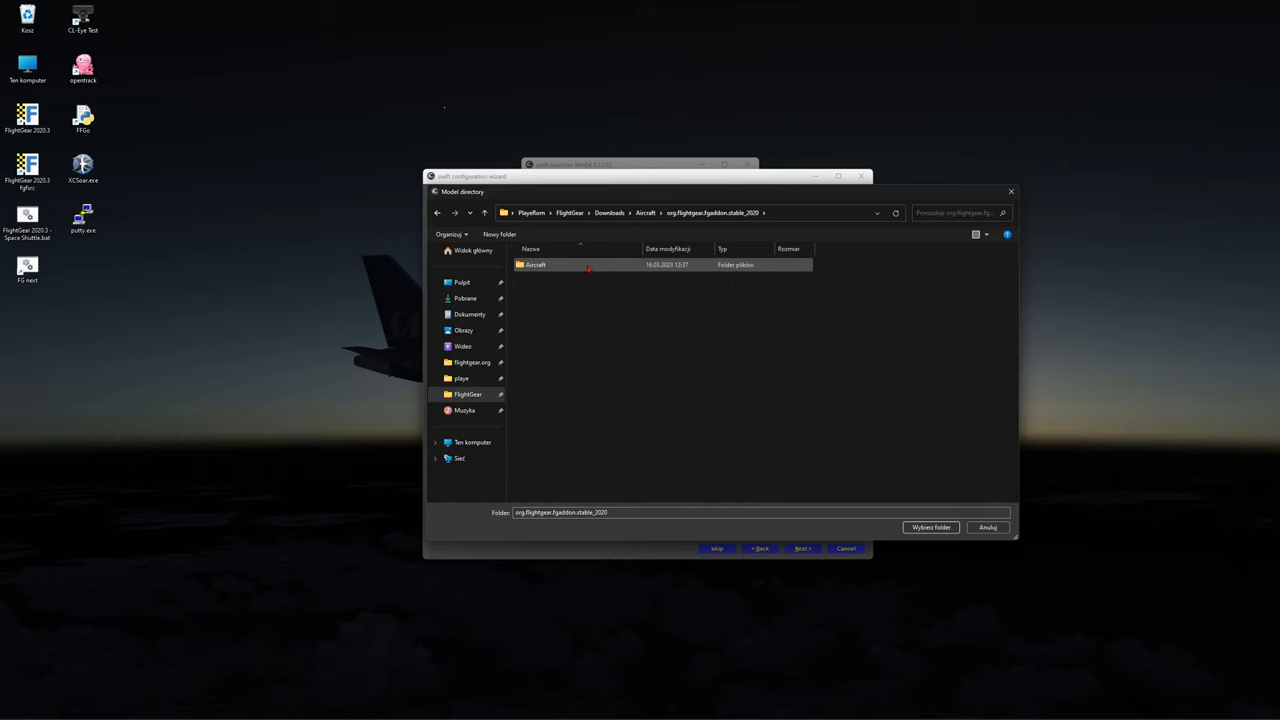 Kosz
CL-Eye Test
Ten komputer
opentrack
FlightGear 2020.3
FFGo
FlightGear 2020.3
fgfsrc
XCSoar.exe
FlightGear 2020.3 -
Space Shuttle.bat
putty.exe
FG next
swift configuration wizard
Model directory
PlayeRom > FlightGear > Downloads > Aircraft > org.flightgear.fgaddon.stable_2020 >
Przeszukaj: org.flightgear.fg...
Organizuj
Nowy folder
Widok główny
Nazwa
Data modyfikacji
Typ
Rozmiar
Aircraft
16.03.2023 12:37
Folder plików
Pulpit
Pobrane
Dokumenty
Obrazy
Wideo
flightgear.org
playe
FlightGear
Muzyka
Ten komputer
Sieć
Folder:
org.flightgear.fgaddon.stable_2020
Wybierz folder
Anuluj
skip
< Back
Next >
Cancel